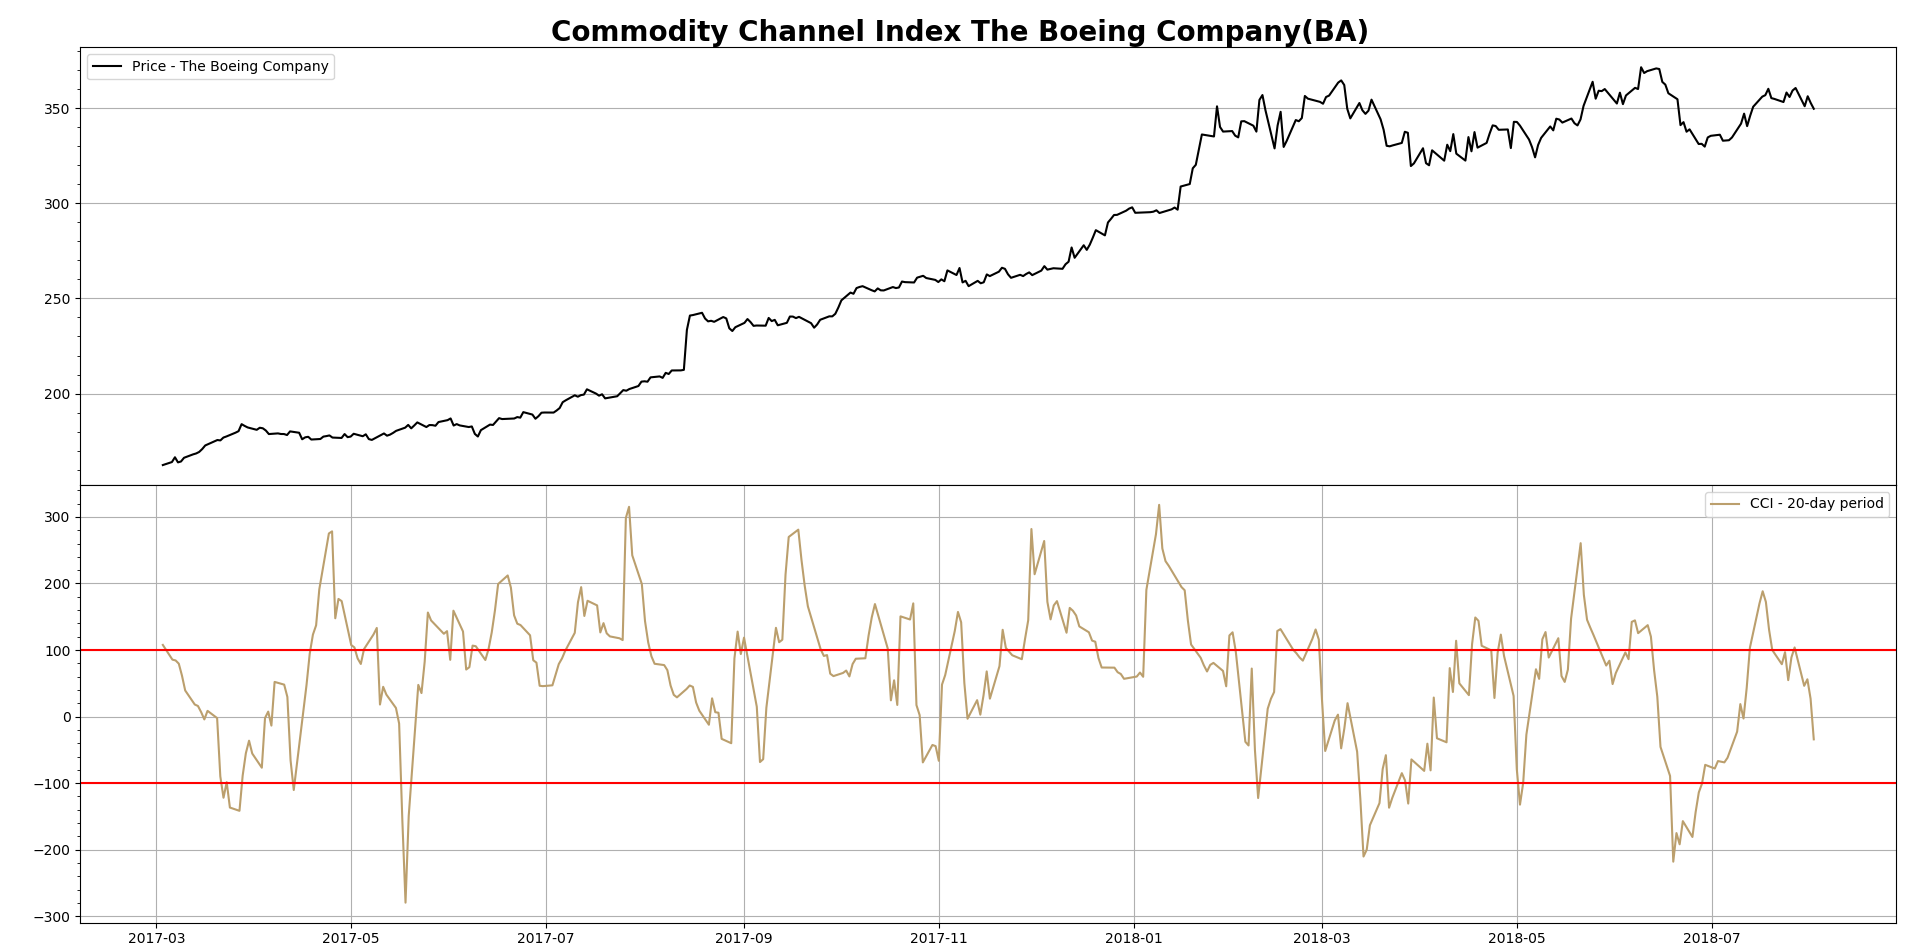 Commodity Channel Index The Boeing Company(BA)
Price - The Boeing Company
350
300
250
200
CCI - 20-day period
300
200
100
0
−100
−200
−300
2017-03 2017-05 2017-07 2017-09 2017-11 2018-01 2018-03 2018-05 2018-07